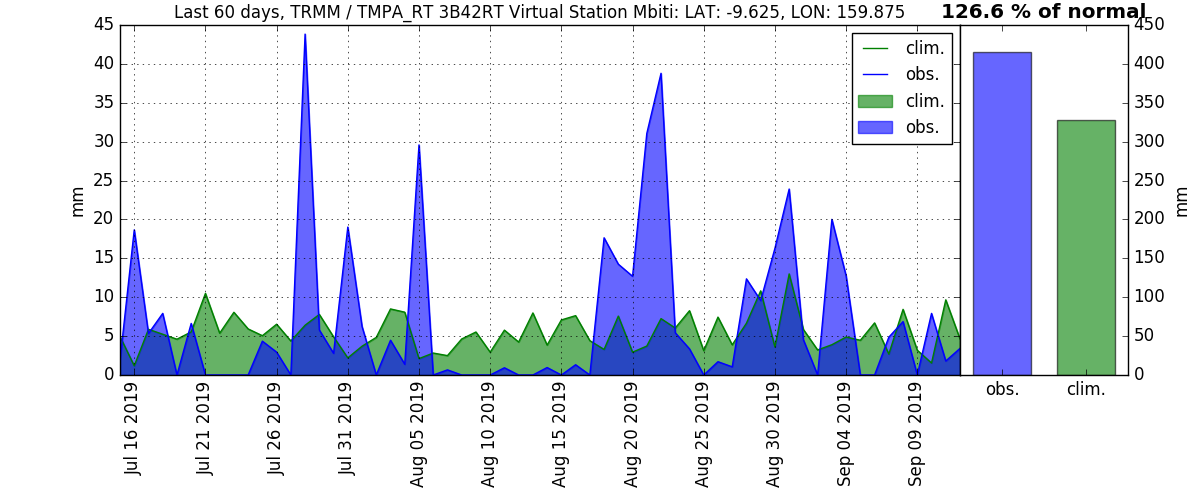 Last 60 days, TRMM / TMPA_RT 3B42RT Virtual Station Mbiti: LAT: -9.625, LON: 159.875
126.6 % of normal
45
40
35
30
25
20
15
10
5
0
mm
clim.
obs.
clim.
obs.
Jul 16 2019
Jul 21 2019
Jul 26 2019
Jul 31 2019
Aug 05 2019
Aug 10 2019
Aug 15 2019
Aug 20 2019
Aug 25 2019
Aug 30 2019
Sep 04 2019
Sep 09 2019
450
400
350
300
250
200
150
100
50
0
mm
obs.
clim.